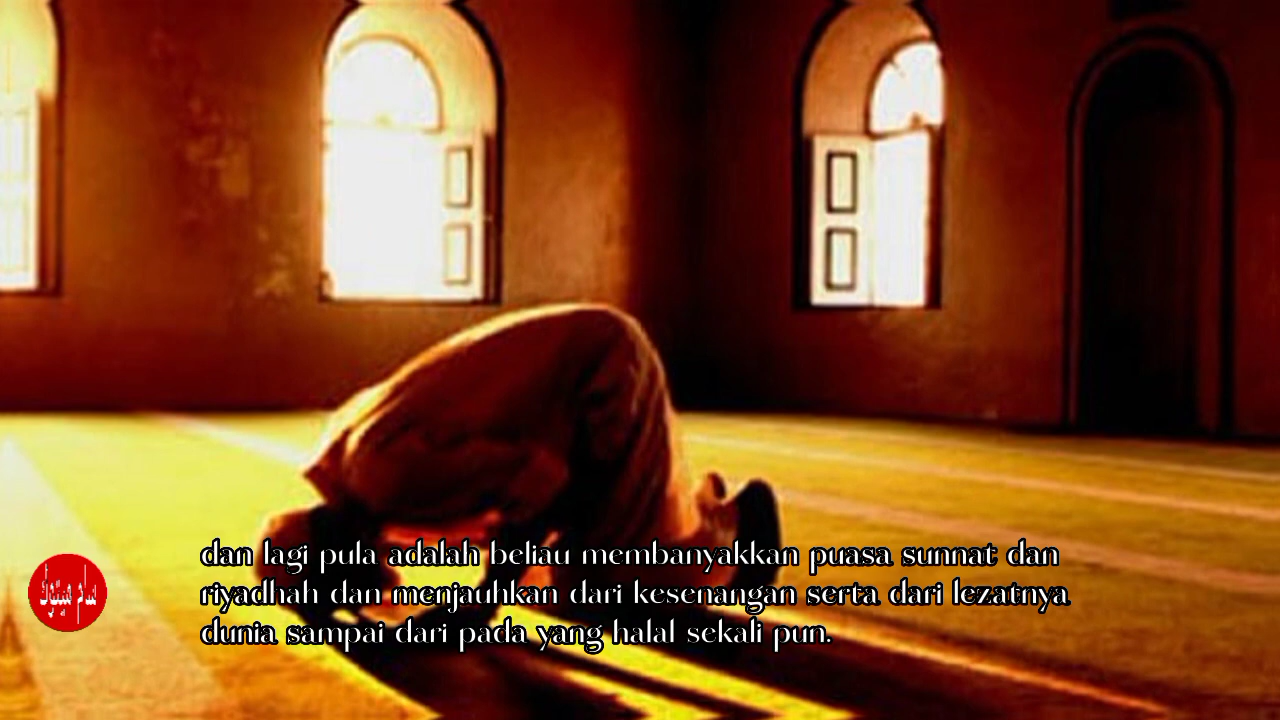 dan lagi pula adalah beliau membanyakkan puasa sunnat dan
riyadhah dan menjauhkan dari kesenangan serta dari lezatnya
dunia sampai dari pada yang halal sekali pun.